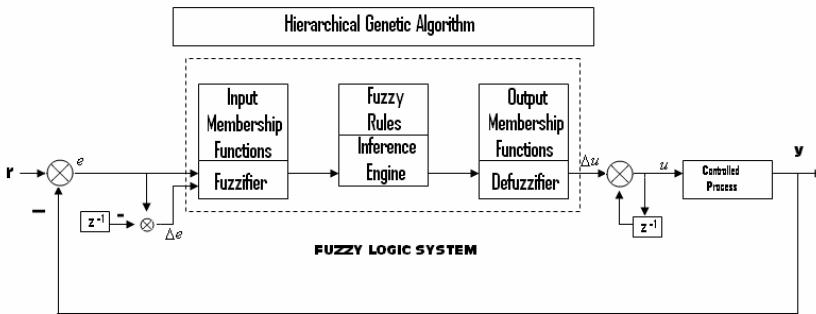 Hierarchical Genetic Algorithm
Input
Membership
Functions
Fuzzifier
Fuzzy
Rules
Inference
Engine
Output
Membership
Functions
Defuzzifier
r
e
−
z⁻¹
-
Δe
Δu
u
z⁻¹
Controlled
Process
y
FUZZY LOGIC SYSTEM